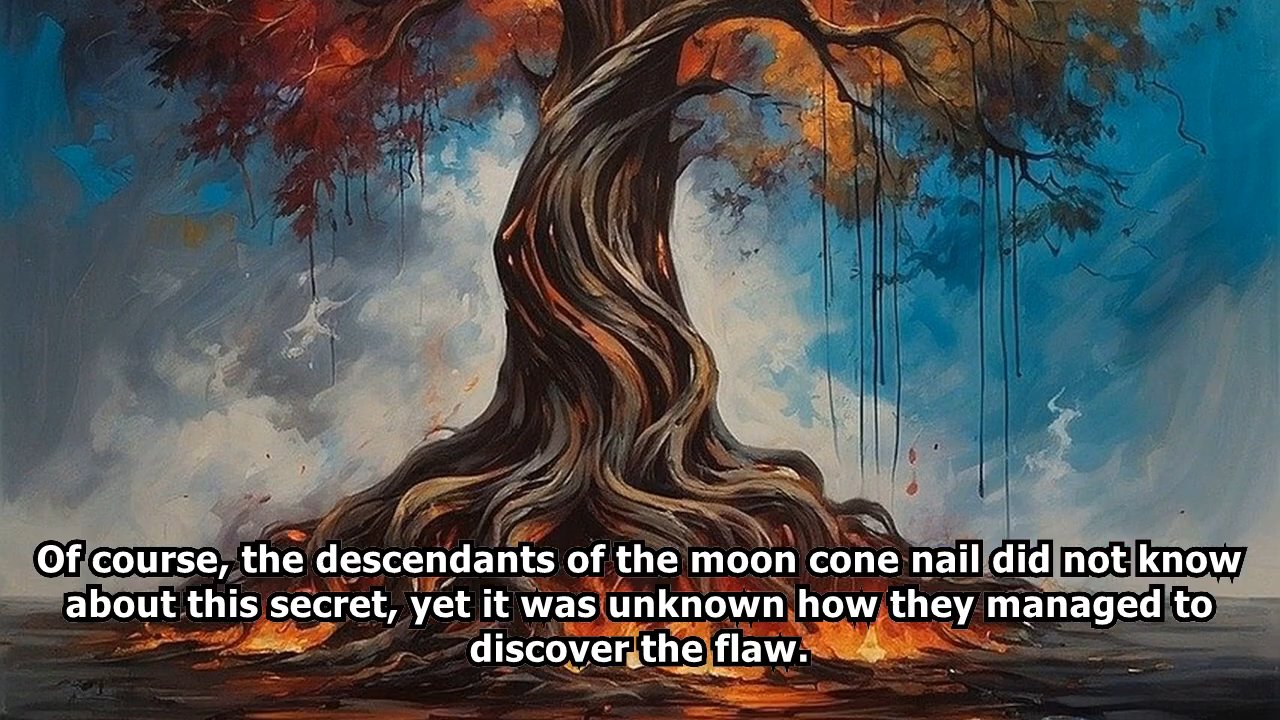 Of course, the descendants of the moon cone nail did not know
about this secret, yet it was unknown how they managed to
discover the flaw.